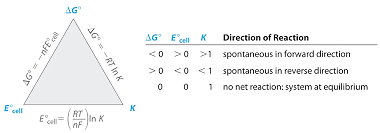 ΔG°
ΔG° = –nFE°cell
ΔG° = –RT ln K
E°cell
K
E°cell = (RT/nF) ln K
ΔG° E°cell K Direction of Reaction
< 0 > 0 >1 spontaneous in forward direction
> 0 < 0 < 1 spontaneous in reverse direction
0 0 1 no net reaction: system at equilibrium